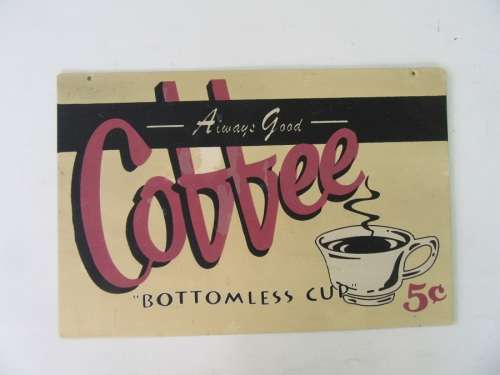 — Always Good —
Coffee
"BOTTOMLESS CUP"
5¢